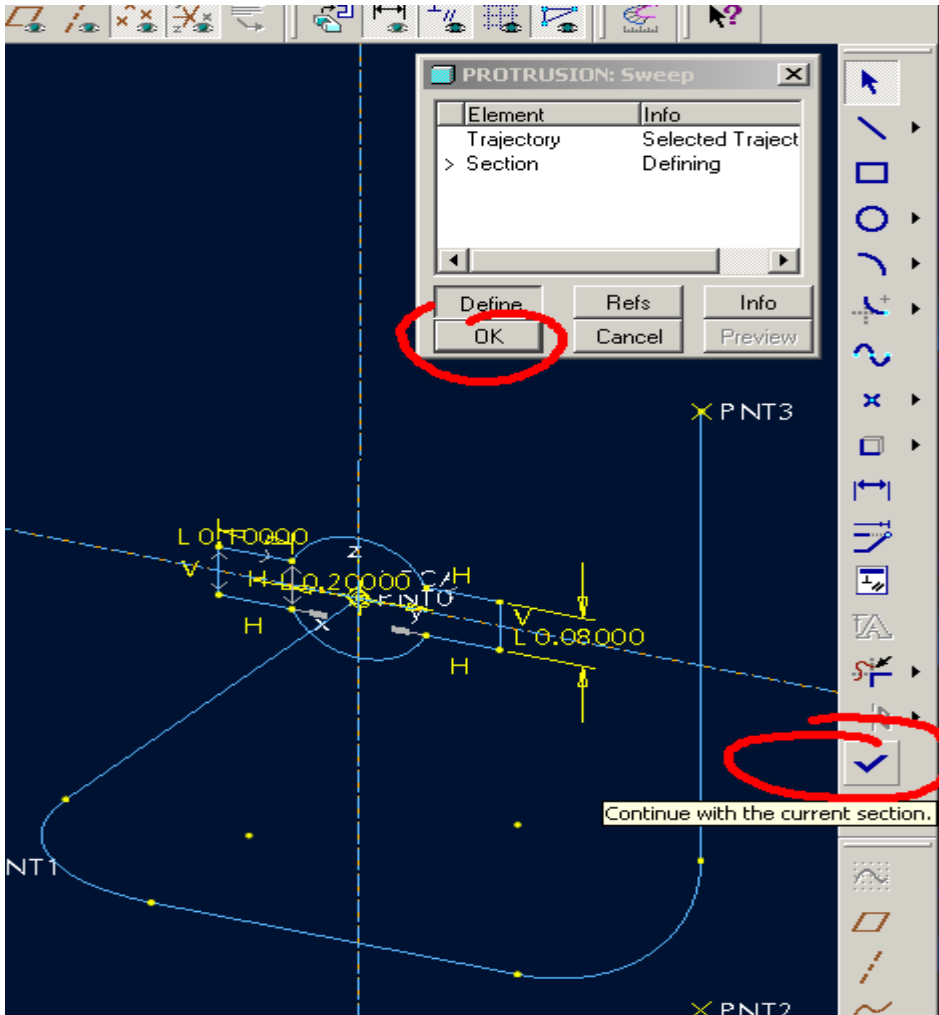 PROTRUSION: Sweep
Element Info
Trajectory Selected Traject
> Section Defining
Define Refs Info
OK Cancel Preview
PNT3
L 0.10000
z
V H L 0.20000 H
PNT0
x y V
H L 0.08000
H
Continue with the current section.
NT1
PNT2